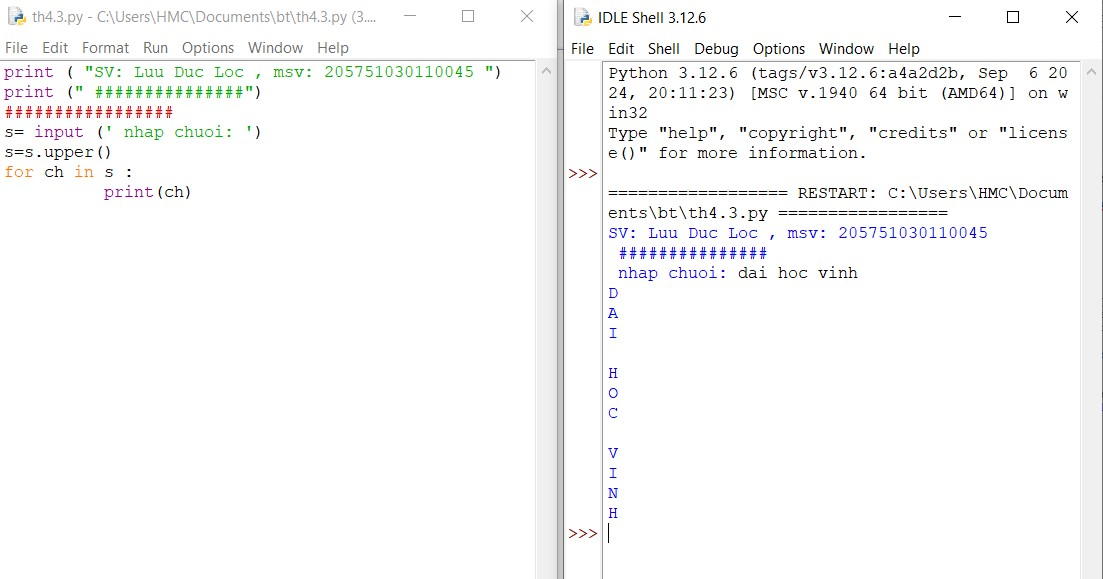 th4.3.py - C:\Users\HMC\Documents\bt\th4.3.py (3....
File Edit Format Run Options Window Help
print ( "SV: Luu Duc Loc , msv: 205751030110045 ")
print (" ###############")
#################
s= input (' nhap chuoi: ')
s=s.upper()
for ch in s :
          print(ch)
IDLE Shell 3.12.6
File Edit Shell Debug Options Window Help
Python 3.12.6 (tags/v3.12.6:a4a2d2b, Sep  6 20
24, 20:11:23) [MSC v.1940 64 bit (AMD64)] on w
in32
Type "help", "copyright", "credits" or "licens
e()" for more information.
>>>
================== RESTART: C:\Users\HMC\Docum
ents\bt\th4.3.py =================
SV: Luu Duc Loc , msv: 205751030110045
 ###############
 nhap chuoi: dai hoc vinh
D
A
I

H
O
C

V
I
N
H
>>>